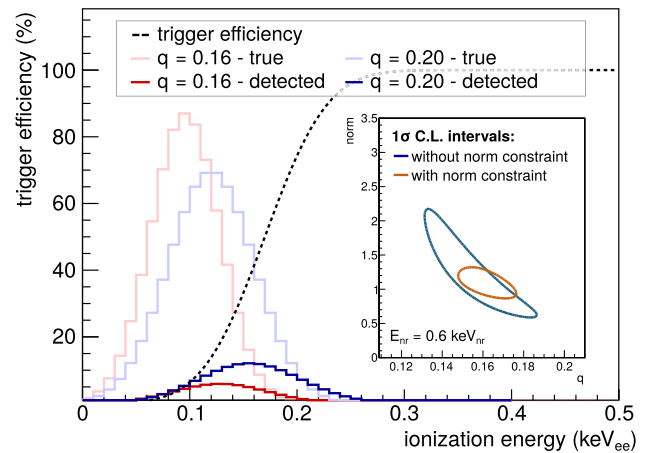 trigger efficiency (%)
100
80
60
40
20
trigger efficiency
q = 0.16 - true
q = 0.20 - true
q = 0.16 - detected
q = 0.20 - detected
norm
3.5
3
2.5
2
1.5
1
0.5
0
1σ C.L. intervals:
without norm constraint
with norm constraint
E_nr = 0.6 keV_nr
0.12 0.14 0.16 0.18 0.2
q
0 0.1 0.2 0.3 0.4 0.5
ionization energy (keV_ee)